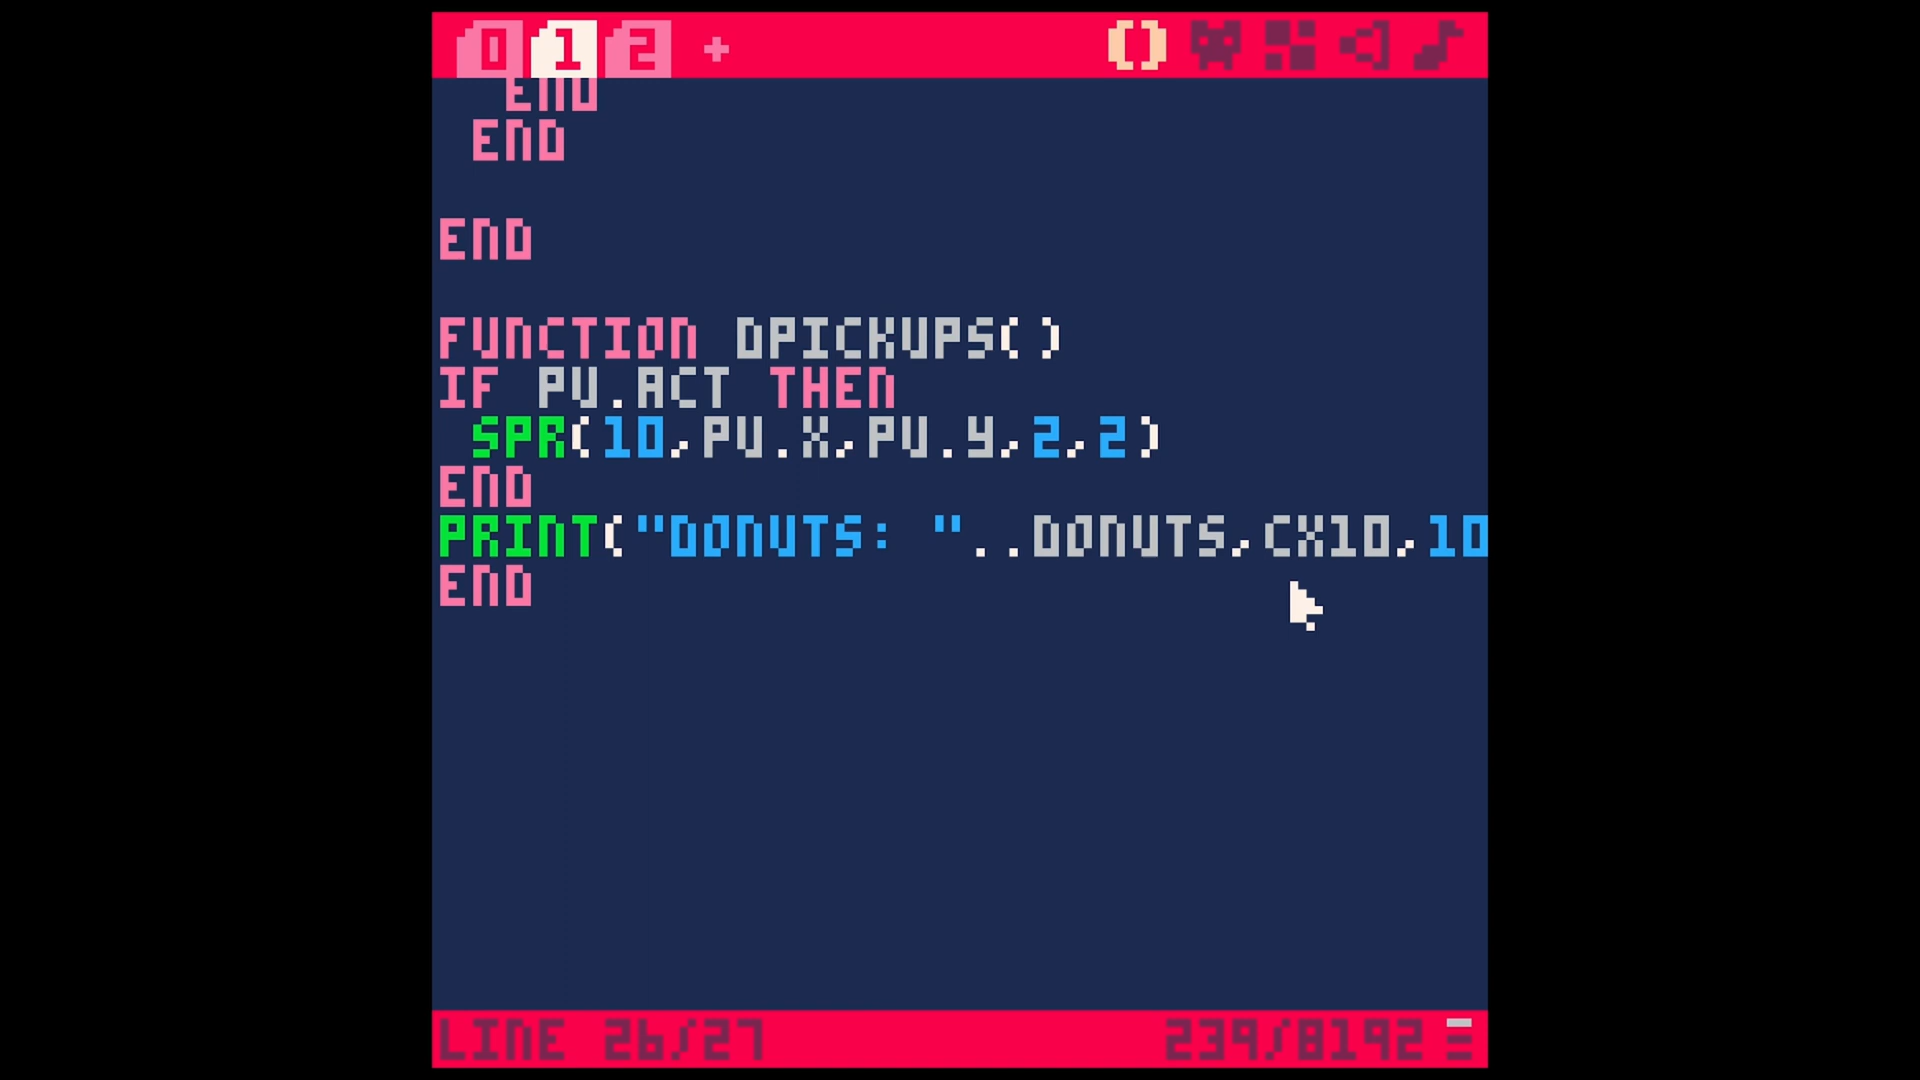 0 1 2 +
END
END
END
FUNCTION DPICKUPS()
IF PU.ACT THEN
SPR(10,PU.X,PU.Y,2,2)
END
PRINT("DONUTS: "..DONUTS,CX10,10
END
LINE 26/27 239/8192